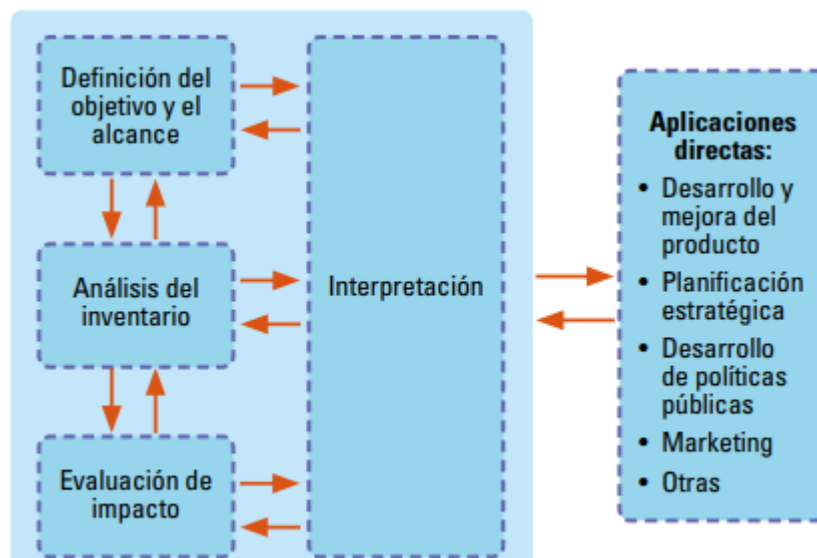 Definición del
objetivo y el
alcance
Análisis del
inventario
Evaluación de
impacto
Interpretación
Aplicaciones
directas:
• Desarrollo y
mejora del
producto
• Planificación
estratégica
• Desarrollo
de políticas
públicas
• Marketing
• Otras